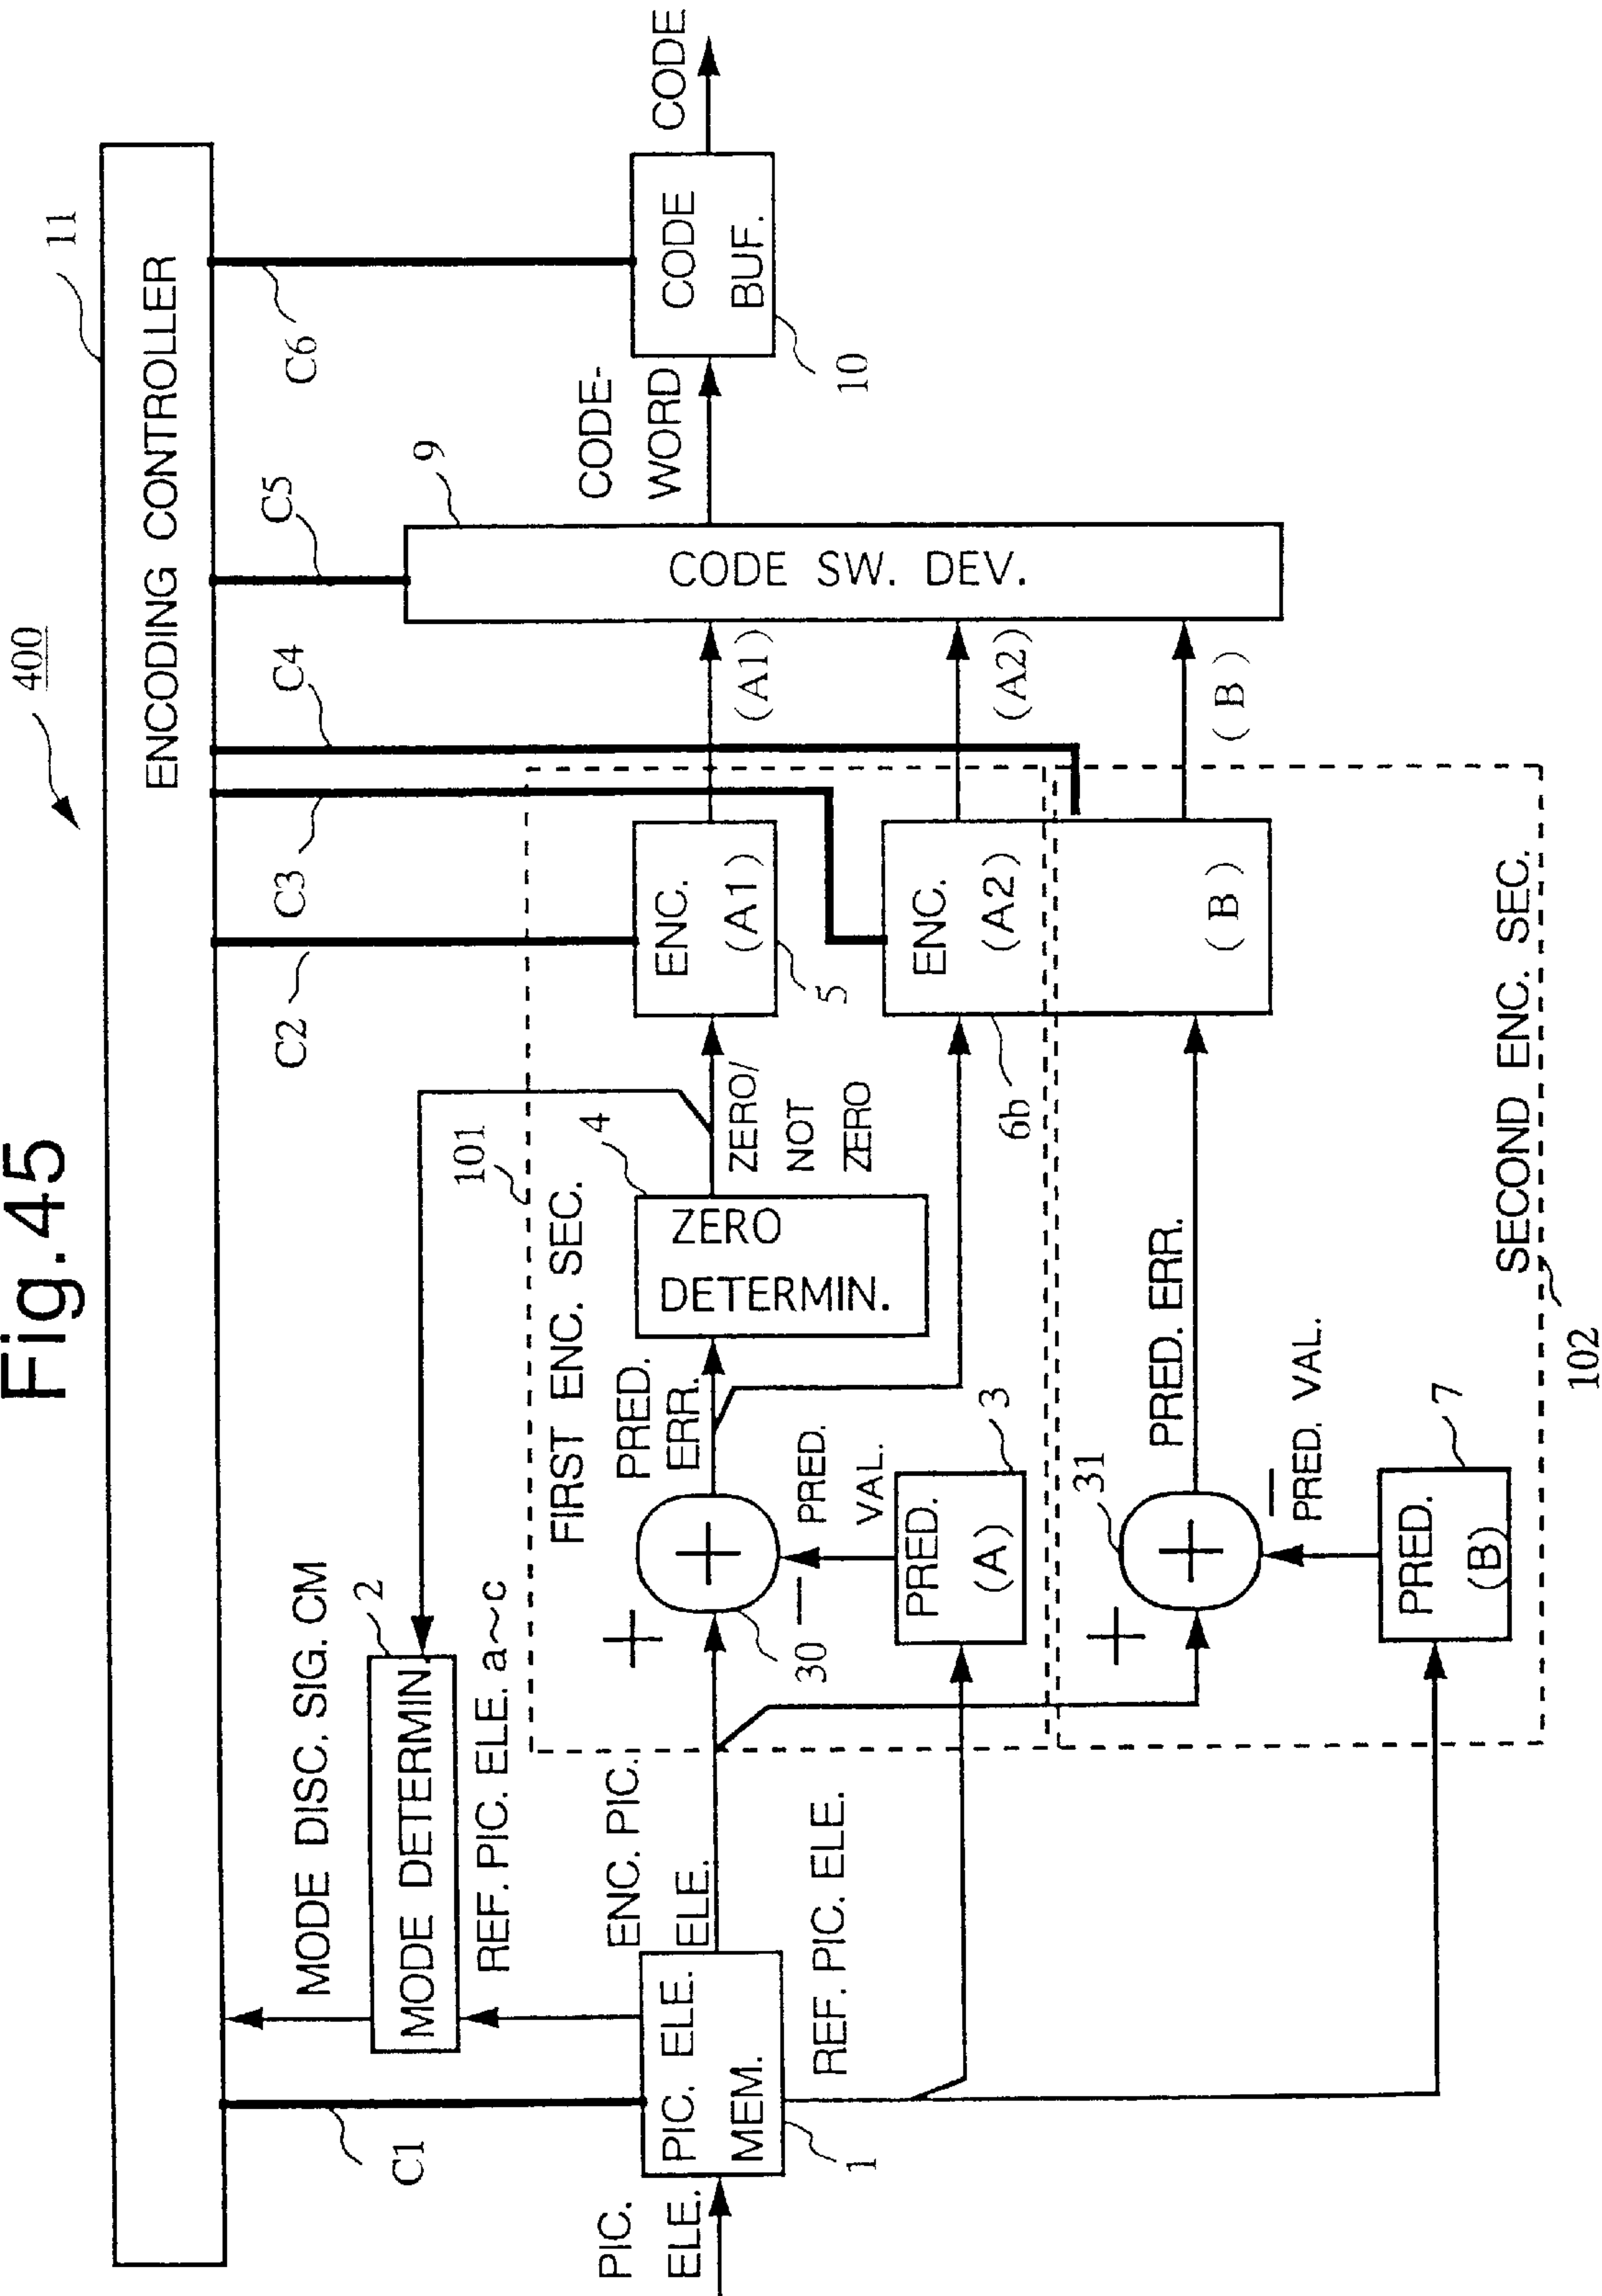 Fig.45
400
11
ENCODING CONTROLLER
C1
C2
C3
C4
C5
C6
MODE DISC. SIG. CM
2
MODE DETERMIN.
REF. PIC. ELE. a~c
PIC.
ELE.
PIC. ELE.
MEM.
1
ENC. PIC.
ELE.
REF. PIC. ELE.
101
FIRST ENC. SEC.
+
+
30
−
PRED.
VAL.
PRED.
(A)
3
PRED.
ERR.
4
ZERO
DETERMIN.
ZERO/
NOT
ZERO
ENC.
(A1)
5
ENC.
(A2)
(B)
6b
+
+
31
−
PRED. VAL.
PRED.
(B)
7
PRED. ERR.
SECOND ENC. SEC.
102
(A1)
(A2)
(B)
9
CODE SW. DEV.
CODE-
WORD
CODE
BUF.
10
CODE